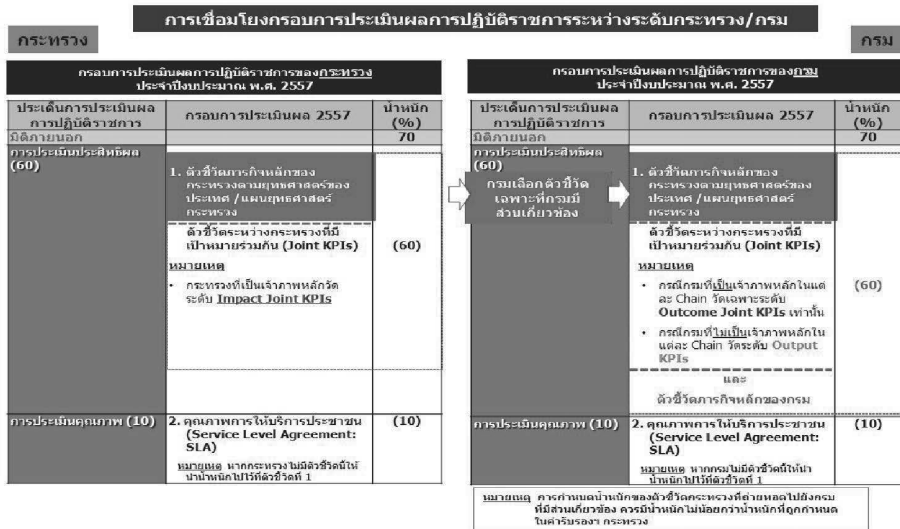 การเชื่อมโยงกรอบการประเมินผลการปฏิบัติราชการระหว่างระดับกระทรวง/กรม
กระทรวง
กรม
กรอบการประเมินผลการปฏิบัติราชการของกระทรวง
ประจำปีงบประมาณ พ.ศ. 2557
ประเด็นการประเมินผล
การปฏิบัติราชการ
กรอบการประเมินผล 2557
น้ำหนัก
(%)
มิติภายนอก
70
การประเมินประสิทธิผล
(60)
1. ตัวชี้วัดภารกิจหลักของ
กระทรวงตามยุทธศาสตร์ของ
ประเทศ /แผนยุทธศาสตร์
กระทรวง
ตัวชี้วัดระหว่างกระทรวงที่มี
เป้าหมายร่วมกัน (Joint KPIs)
(60)
หมายเหตุ
• กระทรวงที่เป็นเจ้าภาพหลักวัด
ระดับ Impact Joint KPIs
การประเมินคุณภาพ (10)
2. คุณภาพการให้บริการประชาชน
(Service Level Agreement:
SLA)
(10)
หมายเหตุ หากกระทรวงไม่มีตัวชี้วัดนี้ให้
นำน้ำหนักไปไว้ที่ตัวชี้วัดที่ 1
กรมเลือกตัวชี้วัด
เฉพาะที่กรมมี
ส่วนเกี่ยวข้อง
กรอบการประเมินผลการปฏิบัติราชการของกรม
ประจำปีงบประมาณ พ.ศ. 2557
ประเด็นการประเมินผล
การปฏิบัติราชการ
กรอบการประเมินผล 2557
น้ำหนัก
(%)
มิติภายนอก
70
การประเมินประสิทธิผล
(60)
1. ตัวชี้วัดภารกิจหลักของ
กระทรวงตามยุทธศาสตร์ของ
ประเทศ /แผนยุทธศาสตร์
กระทรวง
ตัวชี้วัดระหว่างกระทรวงที่มี
เป้าหมายร่วมกัน (Joint KPIs)
หมายเหตุ
• กรณีกรมที่เป็นเจ้าภาพหลักในแต่
ละ Chain วัดเฉพาะระดับ
Outcome Joint KPIs เท่านั้น
(60)
• กรณีกรมที่ไม่เป็นเจ้าภาพหลักใน
แต่ละ Chain วัดระดับ Output
KPIs
และ
ตัวชี้วัดภารกิจหลักของกรม
การประเมินคุณภาพ (10)
2. คุณภาพการให้บริการประชาชน
(Service Level Agreement:
SLA)
(10)
หมายเหตุ หากกรมไม่มีตัวชี้วัดนี้ให้นำ
น้ำหนักไปไว้ที่ตัวชี้วัดที่ 1
หมายเหตุ การกำหนดน้ำหนักของตัวชี้วัดกระทรวงที่ถ่ายทอดไปยังกรม
ที่มีส่วนเกี่ยวข้อง ควรมีน้ำหนักไม่น้อยกว่าน้ำหนักที่ถูกกำหนด
ในคำรับรองฯ กระทรวง